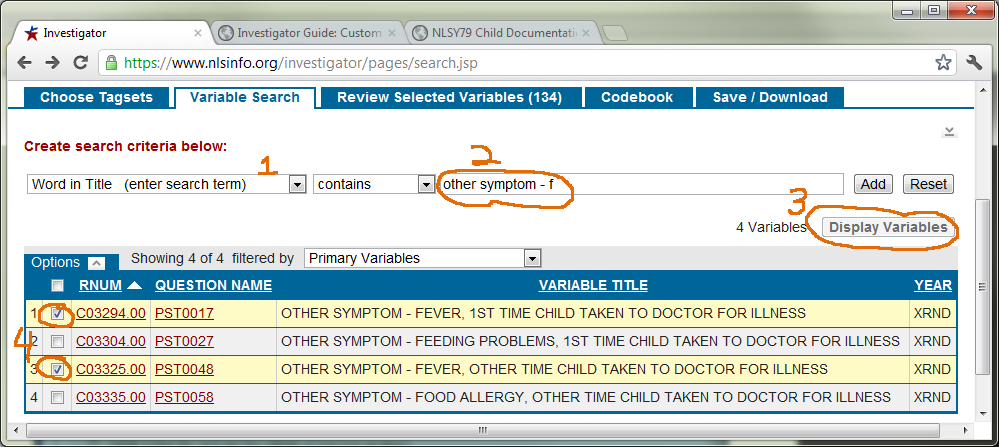 Investigator
Investigator Guide: Custom
NLSY79 Child Documentati
https://www.nlsinfo.org/investigator/pages/search.jsp
Choose Tagsets Variable Search Review Selected Variables (134) Codebook Save / Download
Create search criteria below:
1 2
Word in Title (enter search term) contains other symptom - f Add Reset
3
4 Variables Display Variables
Options Showing 4 of 4 filtered by Primary Variables
RNUM QUESTION NAME VARIABLE TITLE YEAR
1 C03294.00 PST0017 OTHER SYMPTOM - FEVER, 1ST TIME CHILD TAKEN TO DOCTOR FOR ILLNESS XRND
4
2 C03304.00 PST0027 OTHER SYMPTOM - FEEDING PROBLEMS, 1ST TIME CHILD TAKEN TO DOCTOR FOR ILLNESS XRND
3 C03325.00 PST0048 OTHER SYMPTOM - FEVER, OTHER TIME CHILD TAKEN TO DOCTOR FOR ILLNESS XRND
4 C03335.00 PST0058 OTHER SYMPTOM - FOOD ALLERGY, OTHER TIME CHILD TAKEN TO DOCTOR FOR ILLNESS XRND